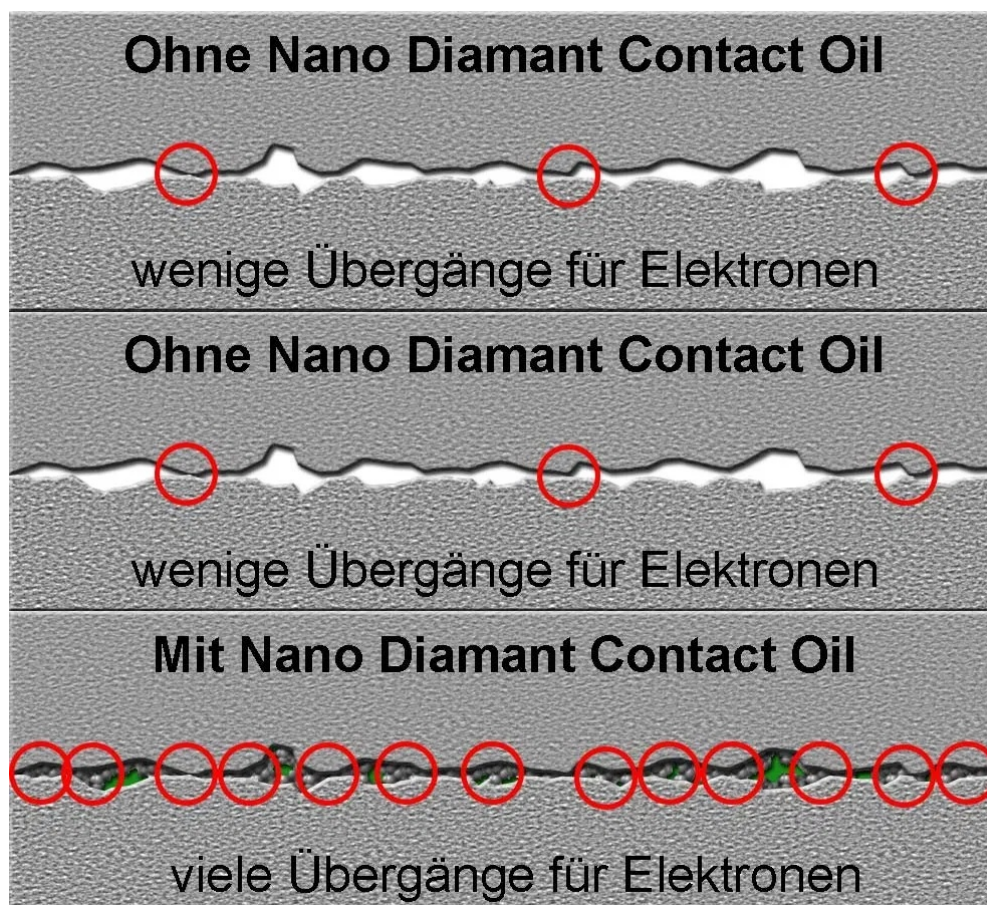 Ohne Nano Diamant Contact Oil
wenige Übergänge für Elektronen
Ohne Nano Diamant Contact Oil
wenige Übergänge für Elektronen
Mit Nano Diamant Contact Oil
viele Übergänge für Elektronen